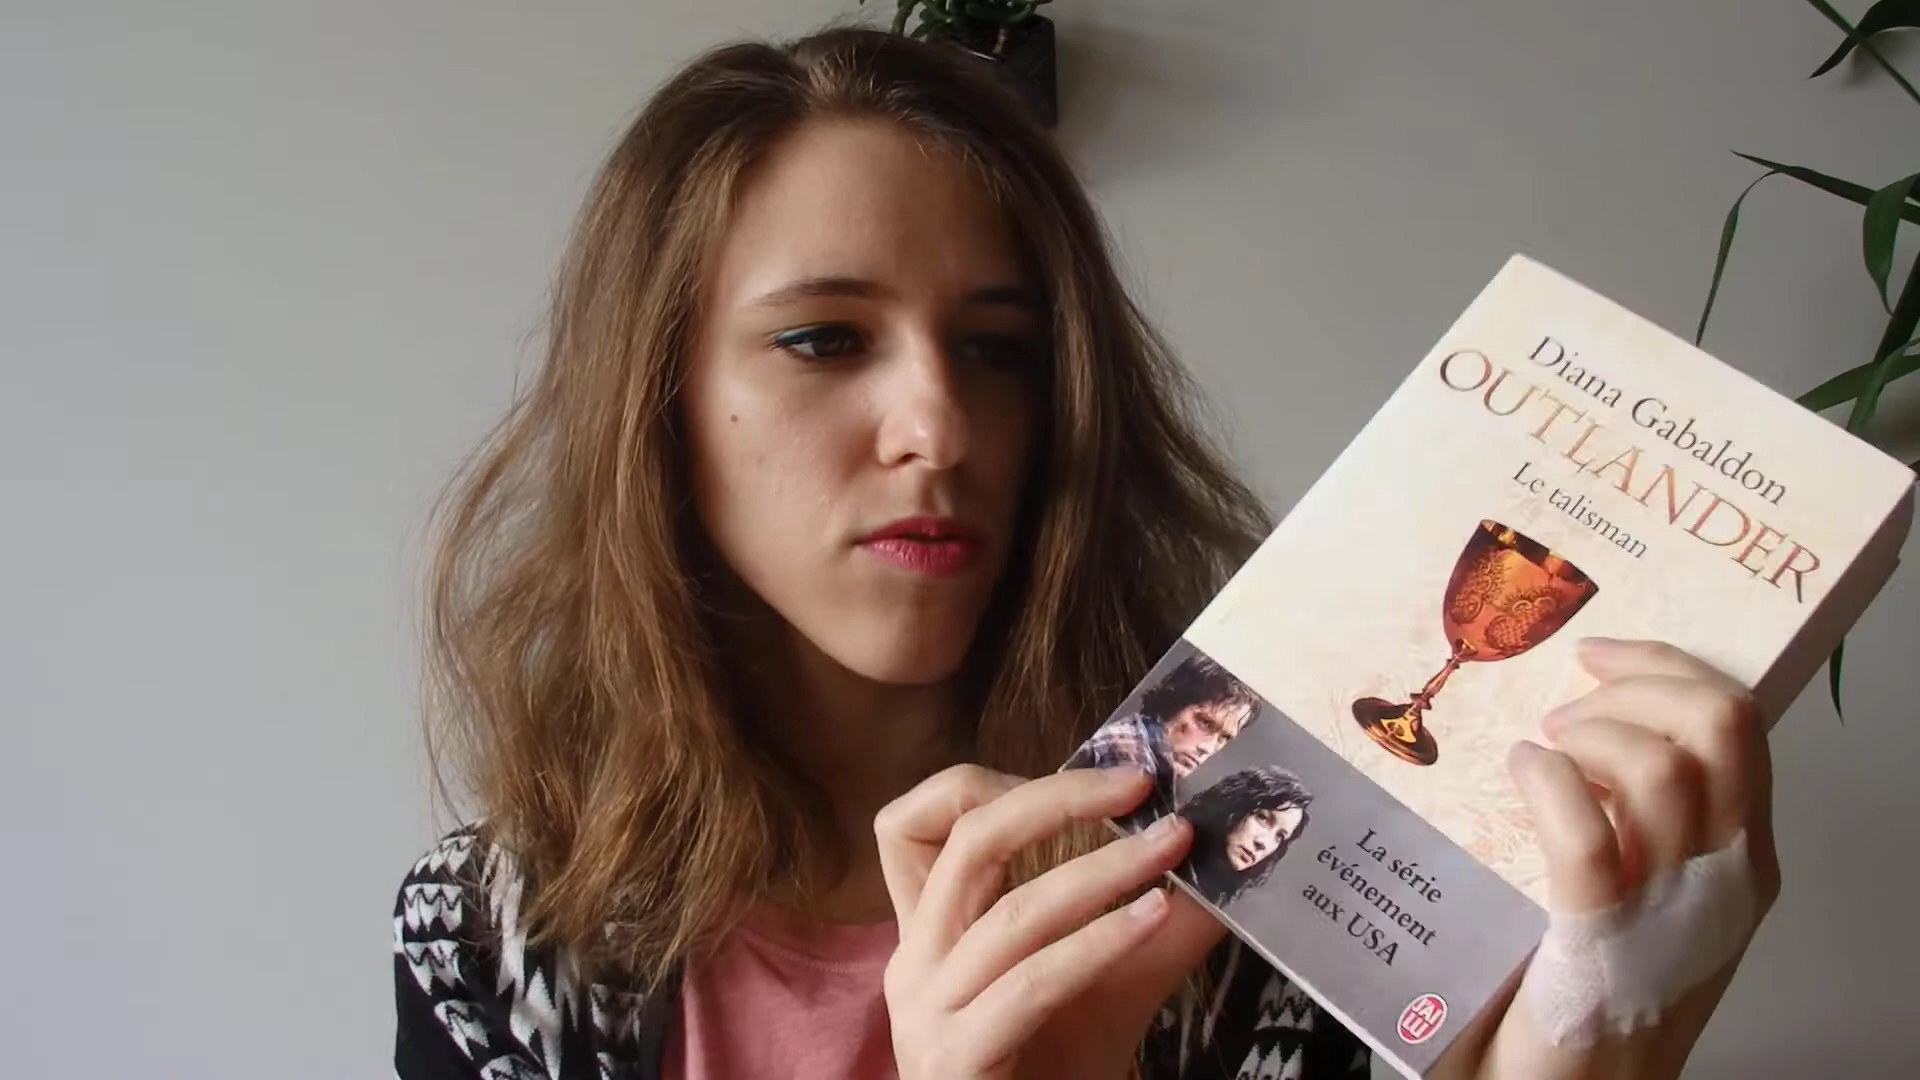 Diana Gabaldon
OUTLANDER
Le talisman
La série
événement
aux USA
J'AI
LU